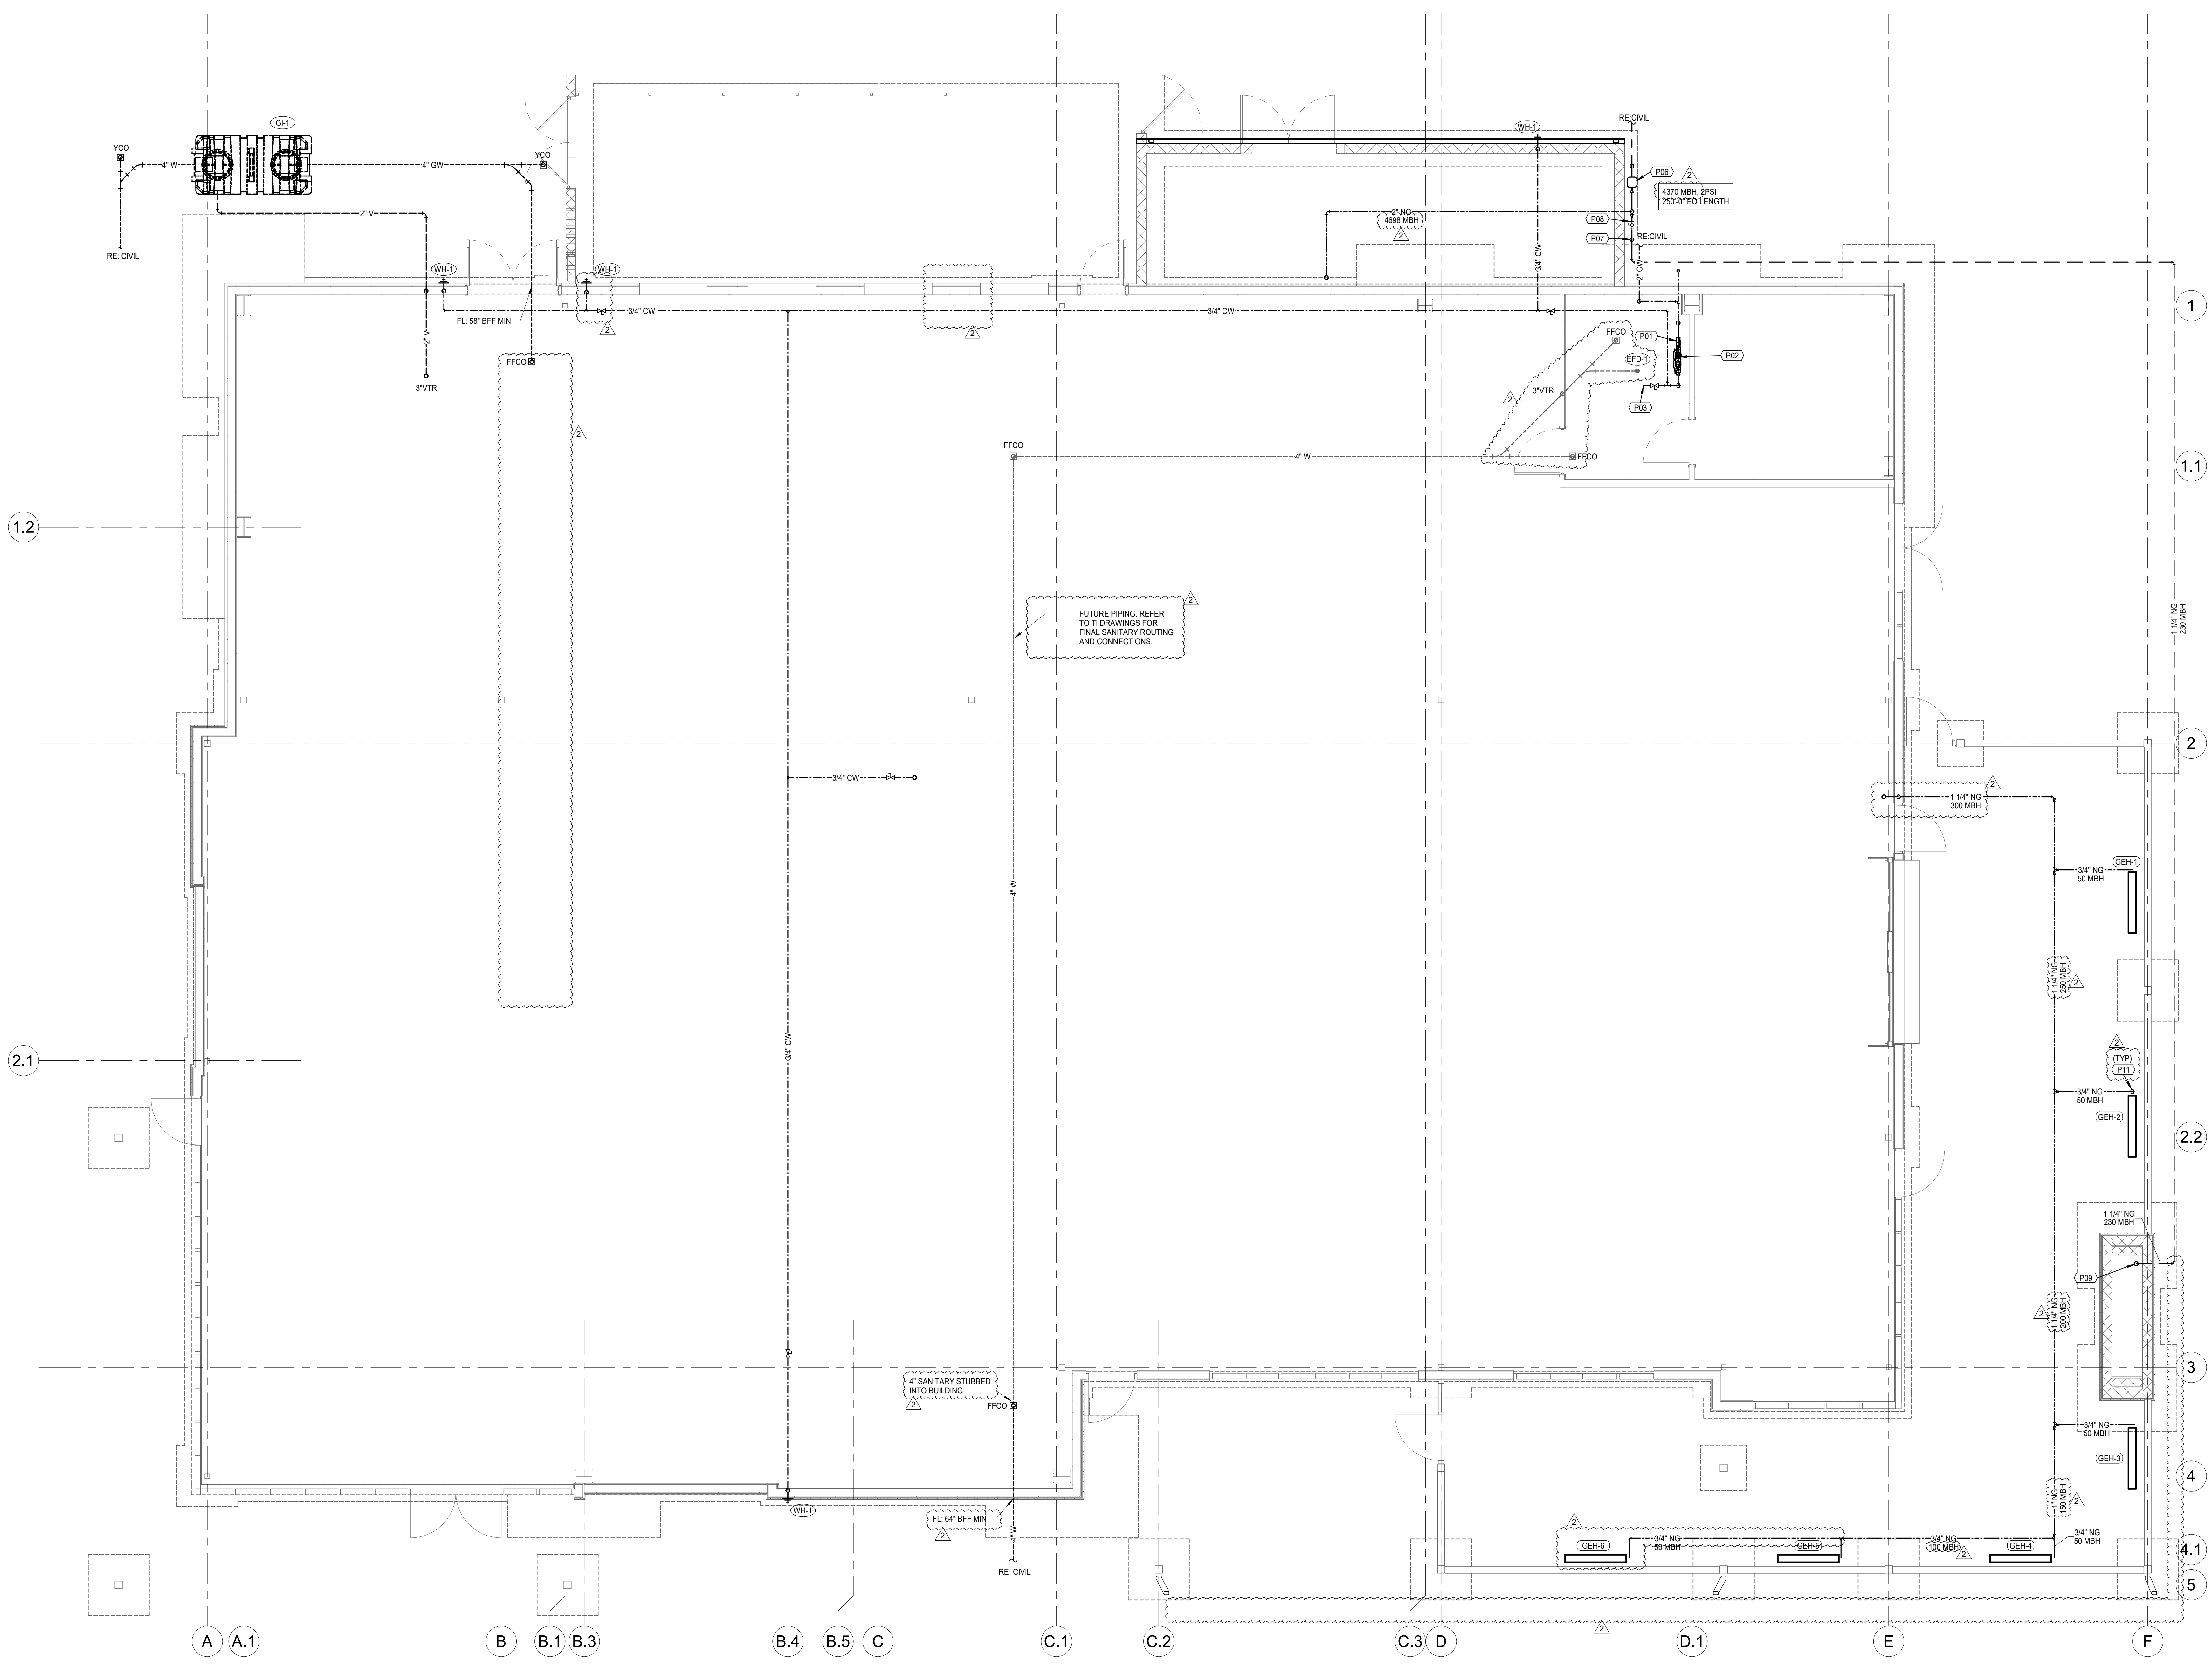 GI-1
YCO
4" W
4" GW
YCO
2" V
RE: CIVIL
WH-1
WH-1
FL: 58" BFF MIN
2" V
3"VTR
FFCO
2
3/4" CW
2
3/4" CW
2
WH-1
RE:CIVIL
P06
2
4370 MBH, 2PSI
250'-0" EQ LENGTH
2" NG
4698 MBH
2
P08
P07
RE:CIVIL
3/4" CW
2" CW
FFCO
P01
P02
EFD-1
3"VTR
P03
2
FFCO
4" W
FFCO
1
1.1
1.2
FUTURE PIPING. REFER
TO TI DRAWINGS FOR
FINAL SANITARY ROUTING
AND CONNECTIONS.
2
1 1/4" NG
230 MBH
2
3/4" CW
2
1 1/4" NG
300 MBH
GEH-1
3/4" NG
50 MBH
4" W
1 1/4" NG
250 MBH
2
3/4" CW
2.1
2
(TYP)
P11
3/4" NG
50 MBH
GEH-2
2.2
1 1/4" NG
230 MBH
P09
1 1/4" NG
200 MBH
2
3
4" SANITARY STUBBED
INTO BUILDING
2
FFCO
3/4" NG
50 MBH
GEH-3
4
1" NG
150 MBH
2
WH-1
FL: 64" BFF MIN
2
4" W
RE: CIVIL
2
GEH-6
3/4" NG
50 MBH
GEH-5
3/4" NG
100 MBH
2
GEH-4
3/4" NG
50 MBH
4.1
5
2
A
A.1
B
B.1
B.3
B.4
B.5
C
C.1
C.2
C.3
D
D.1
E
F